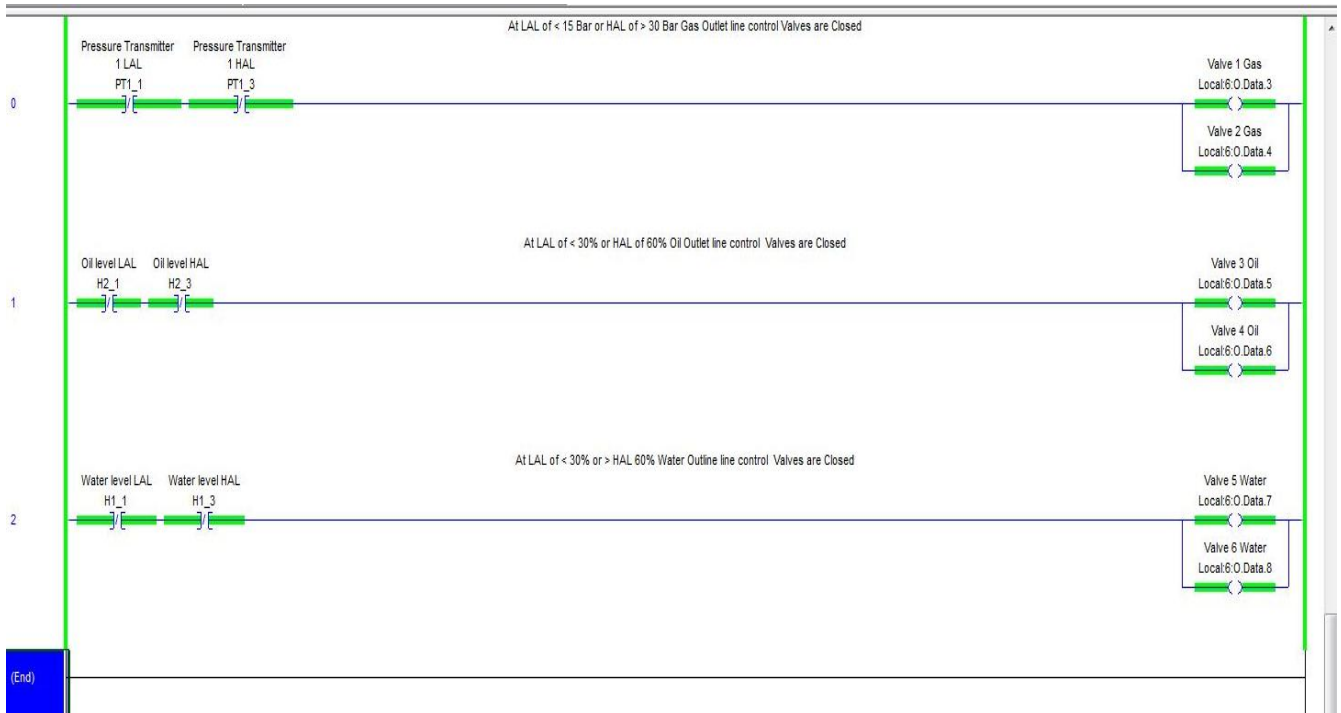 At LAL of < 15 Bar or HAL of > 30 Bar Gas Outlet line control Valves are Closed
Pressure Transmitter Pressure Transmitter
1 LAL 1 HAL
PT1_1 PT1_3
Valve 1 Gas
Local:6:O.Data.3
0
Valve 2 Gas
Local:6:O.Data.4
At LAL of < 30% or HAL of 60% Oil Outlet line control Valves are Closed
Oil level LAL Oil level HAL
H2_1 H2_3
Valve 3 Oil
Local:6:O.Data.5
1
Valve 4 Oil
Local:6:O.Data.6
At LAL of < 30% or > HAL 60% Water Outline line control Valves are Closed
Water level LAL Water level HAL
H1_1 H1_3
Valve 5 Water
Local:6:O.Data.7
2
Valve 6 Water
Local:6:O.Data.8
(End)